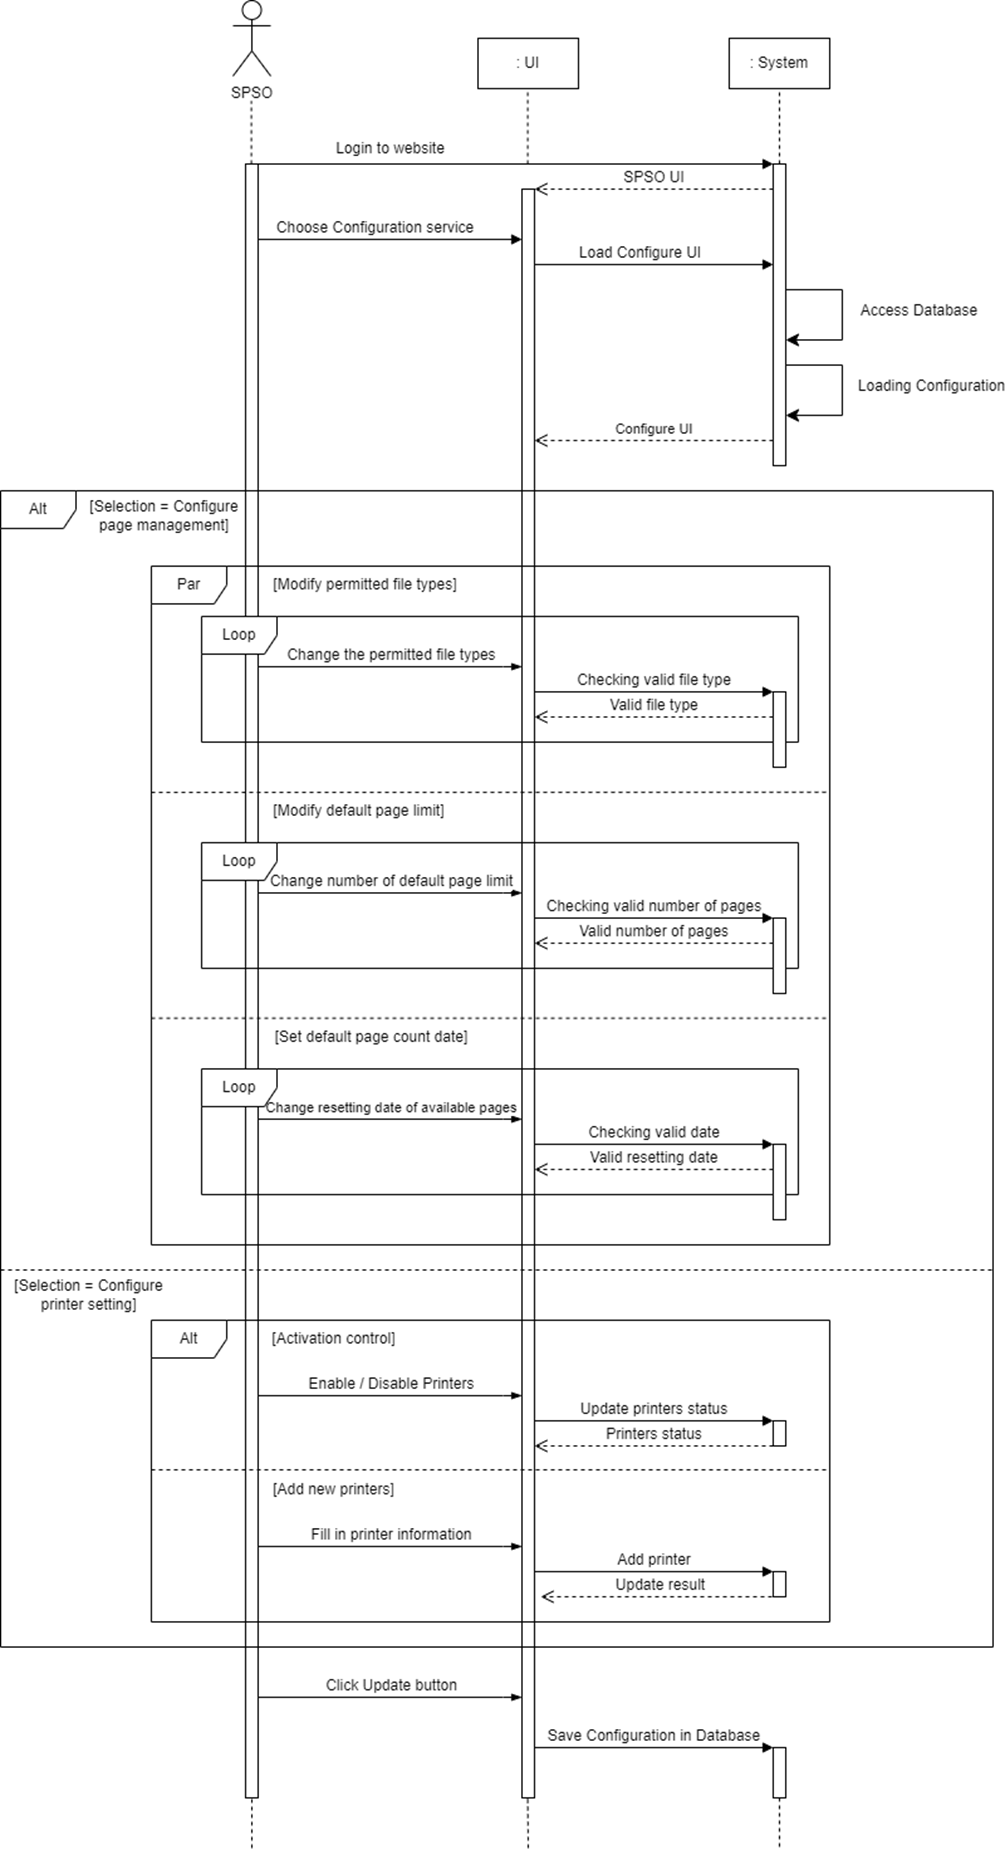 : UI
: System
SPSO
Login to website
SPSO UI
Choose Configuration service
Load Configure UI
Access Database
Loading Configuration
Configure UI
Alt
[Selection = Configure
page management]
Par
[Modify permitted file types]
Loop
Change the permitted file types
Checking valid file type
Valid file type
[Modify default page limit]
Loop
Change number of default page limit
Checking valid number of pages
Valid number of pages
[Set default page count date]
Loop
Change resetting date of available pages
Checking valid date
Valid resetting date
[Selection = Configure
printer setting]
Alt
[Activation control]
Enable / Disable Printers
Update printers status
Printers status
[Add new printers]
Fill in printer information
Add printer
Update result
Click Update button
Save Configuration in Database